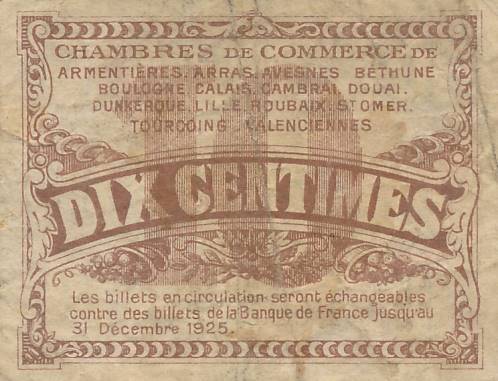 CHAMBRES DE COMMERCE DE
ARMENTIÈRES. ARRAS. AVESNES BÉTHUNE
BOULOGNE CALAIS. CAMBRAI. DOUAI.
DUNKERQUE, LILLE, ROUBAIX, ST OMER.
TOURCOING VALENCIENNES
10
DIX CENTIMES
Les billets en circulation seront échangeables
contre des billets de la Banque de France jusqu'au
31 Décembre 1925.